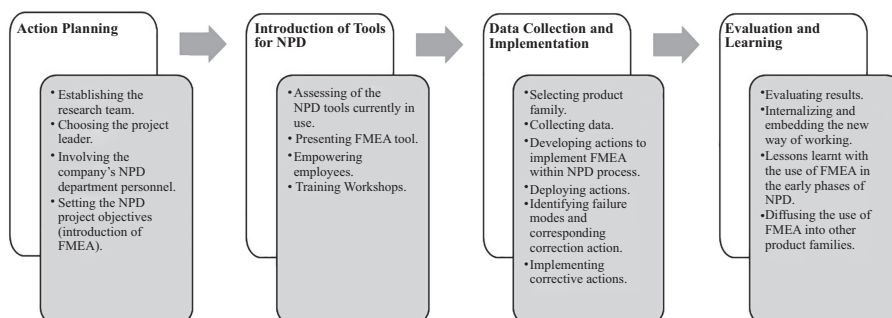 Action Planning
• Establishing the
research team.
• Choosing the project
leader.
• Involving the
company's NPD
department personnel.
• Setting the NPD
project objectives
(introduction of
FMEA).
Introduction of Tools
for NPD
•Assessing of the
NPD tools currently in
use.
• Presenting FMEA tool.
•Empowering
employees.
• Training Workshops.
Data Collection and
Implementation
•Selecting product
family.
•Collecting data.
•Developing actions to
implement FMEA
within NPD process.
•Deploying actions.
•Identifying failure
modes and
corresponding
correction action.
•Implementing
corrective actions.
Evaluation and
Learning
•Evaluating results.
•Internalizing and
embedding the new
way of working.
•Lessons learnt with
the use of FMEA in
the early phases of
NPD.
•Diffusing the use of
FMEA into other
product families.